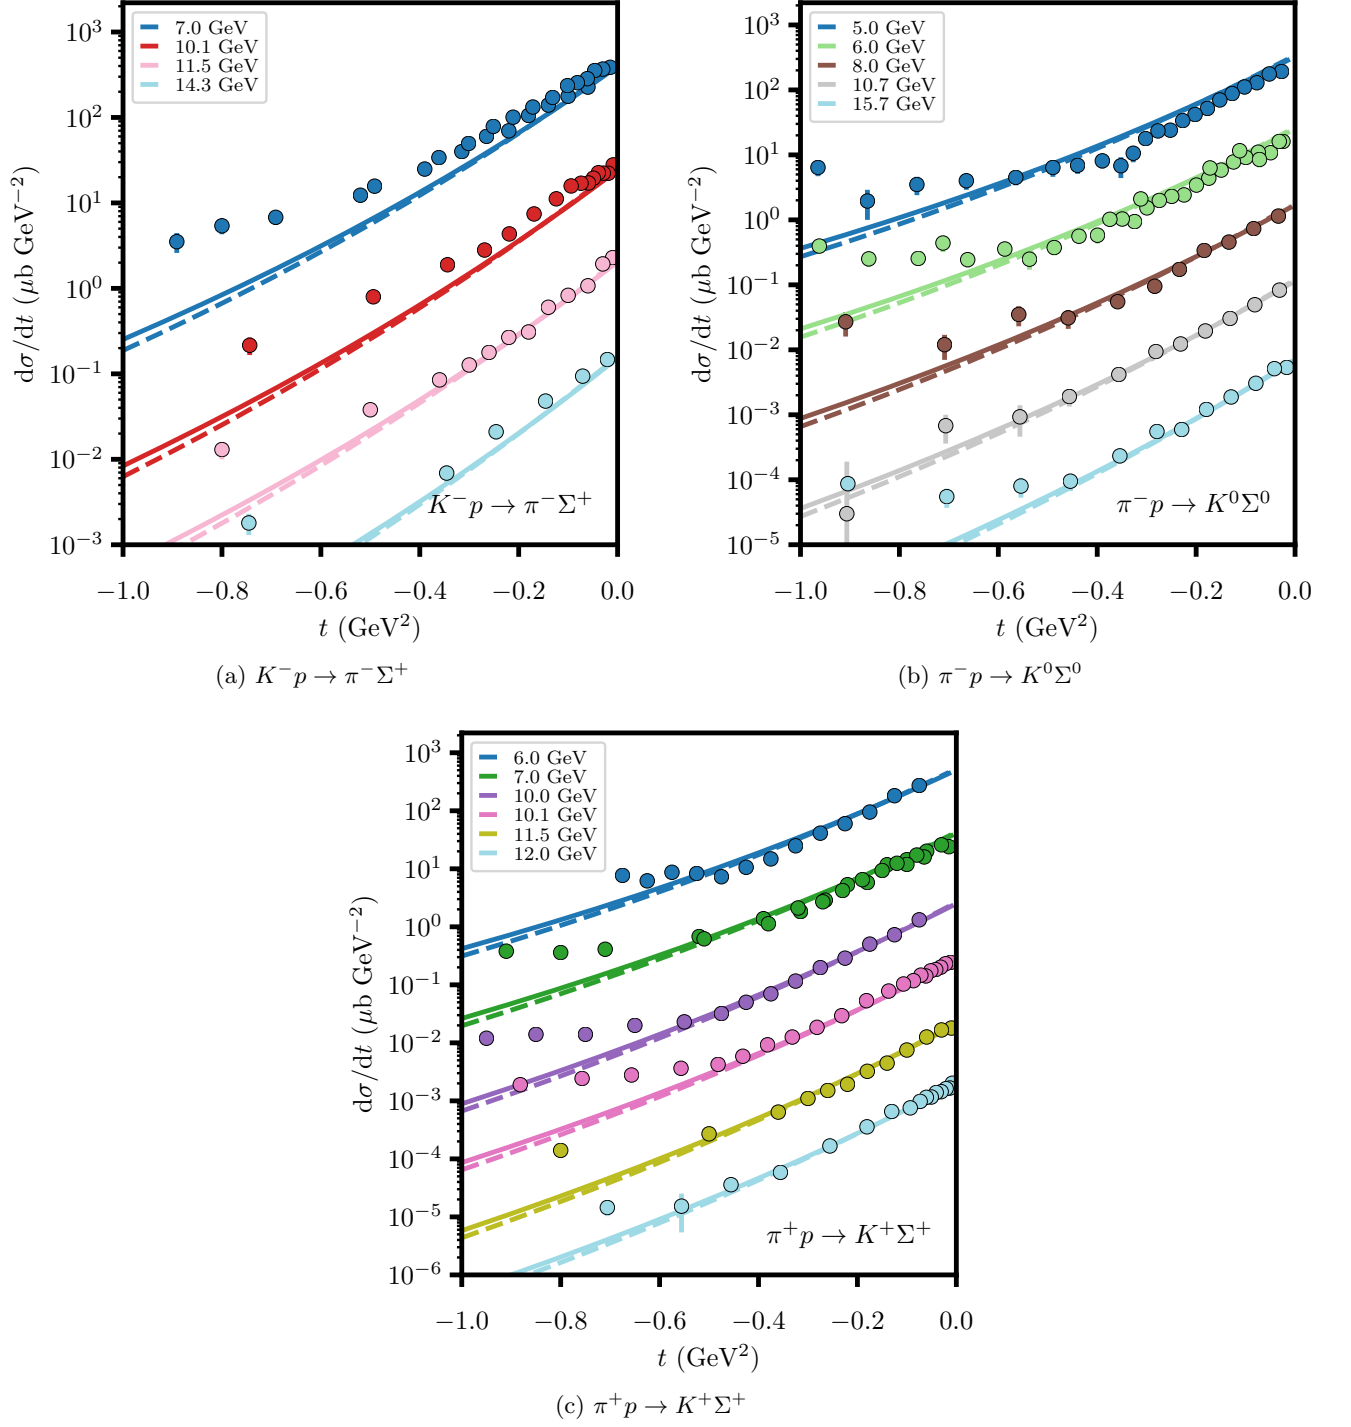 7.0 GeV
10.1 GeV
11.5 GeV
14.3 GeV
10³
10²
10¹
10⁰
10⁻¹
10⁻²
10⁻³
dσ/dt (μb GeV⁻²)
K⁻p → π⁻Σ⁺
−1.0 −0.8 −0.6 −0.4 −0.2 0.0
t (GeV²)
(a) K⁻p → π⁻Σ⁺
5.0 GeV
6.0 GeV
8.0 GeV
10.7 GeV
15.7 GeV
10³
10²
10¹
10⁰
10⁻¹
10⁻²
10⁻³
10⁻⁴
10⁻⁵
dσ/dt (μb GeV⁻²)
π⁻p → K⁰Σ⁰
−1.0 −0.8 −0.6 −0.4 −0.2 0.0
t (GeV²)
(b) π⁻p → K⁰Σ⁰
6.0 GeV
7.0 GeV
10.0 GeV
10.1 GeV
11.5 GeV
12.0 GeV
10³
10²
10¹
10⁰
10⁻¹
10⁻²
10⁻³
10⁻⁴
10⁻⁵
10⁻⁶
dσ/dt (μb GeV⁻²)
π⁺p → K⁺Σ⁺
−1.0 −0.8 −0.6 −0.4 −0.2 0.0
t (GeV²)
(c) π⁺p → K⁺Σ⁺